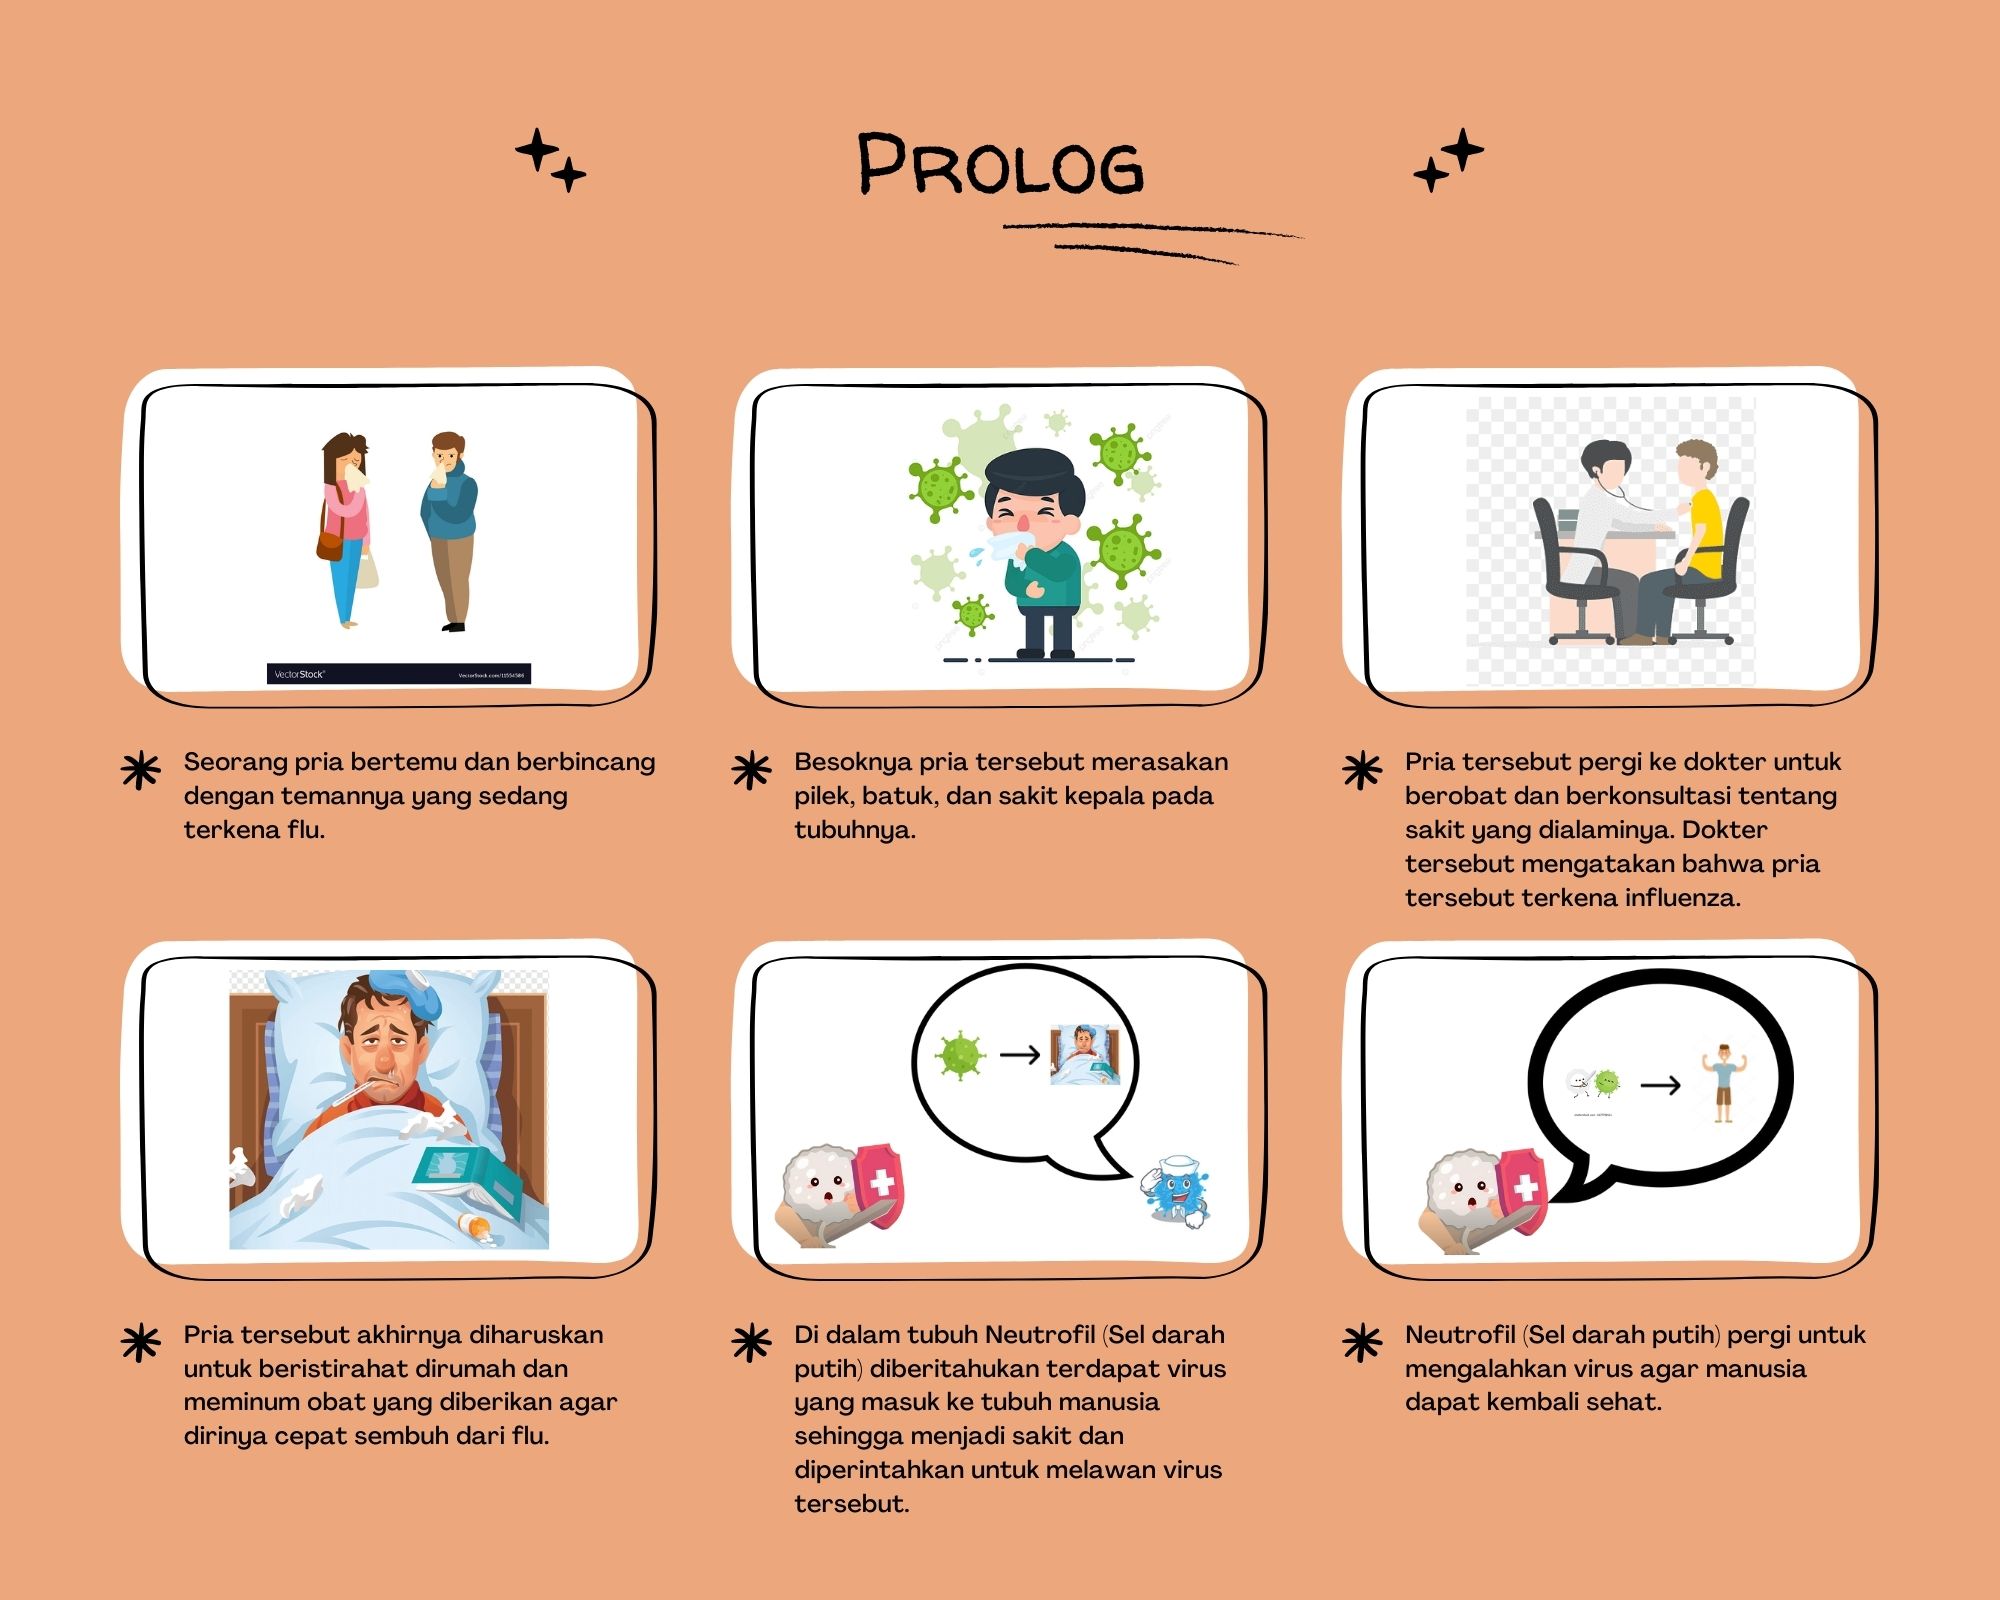 PROLOG
VectorStock®
VectorStock.com/11554586
Seorang pria bertemu dan berbincang
dengan temannya yang sedang
terkena flu.
Besoknya pria tersebut merasakan
pilek, batuk, dan sakit kepala pada
tubuhnya.
Pria tersebut pergi ke dokter untuk
berobat dan berkonsultasi tentang
sakit yang dialaminya. Dokter
tersebut mengatakan bahwa pria
tersebut terkena influenza.
Pria tersebut akhirnya diharuskan
untuk beristirahat dirumah dan
meminum obat yang diberikan agar
dirinya cepat sembuh dari flu.
Di dalam tubuh Neutrofil (Sel darah
putih) diberitahukan terdapat virus
yang masuk ke tubuh manusia
sehingga menjadi sakit dan
diperintahkan untuk melawan virus
tersebut.
Neutrofil (Sel darah putih) pergi untuk
mengalahkan virus agar manusia
dapat kembali sehat.